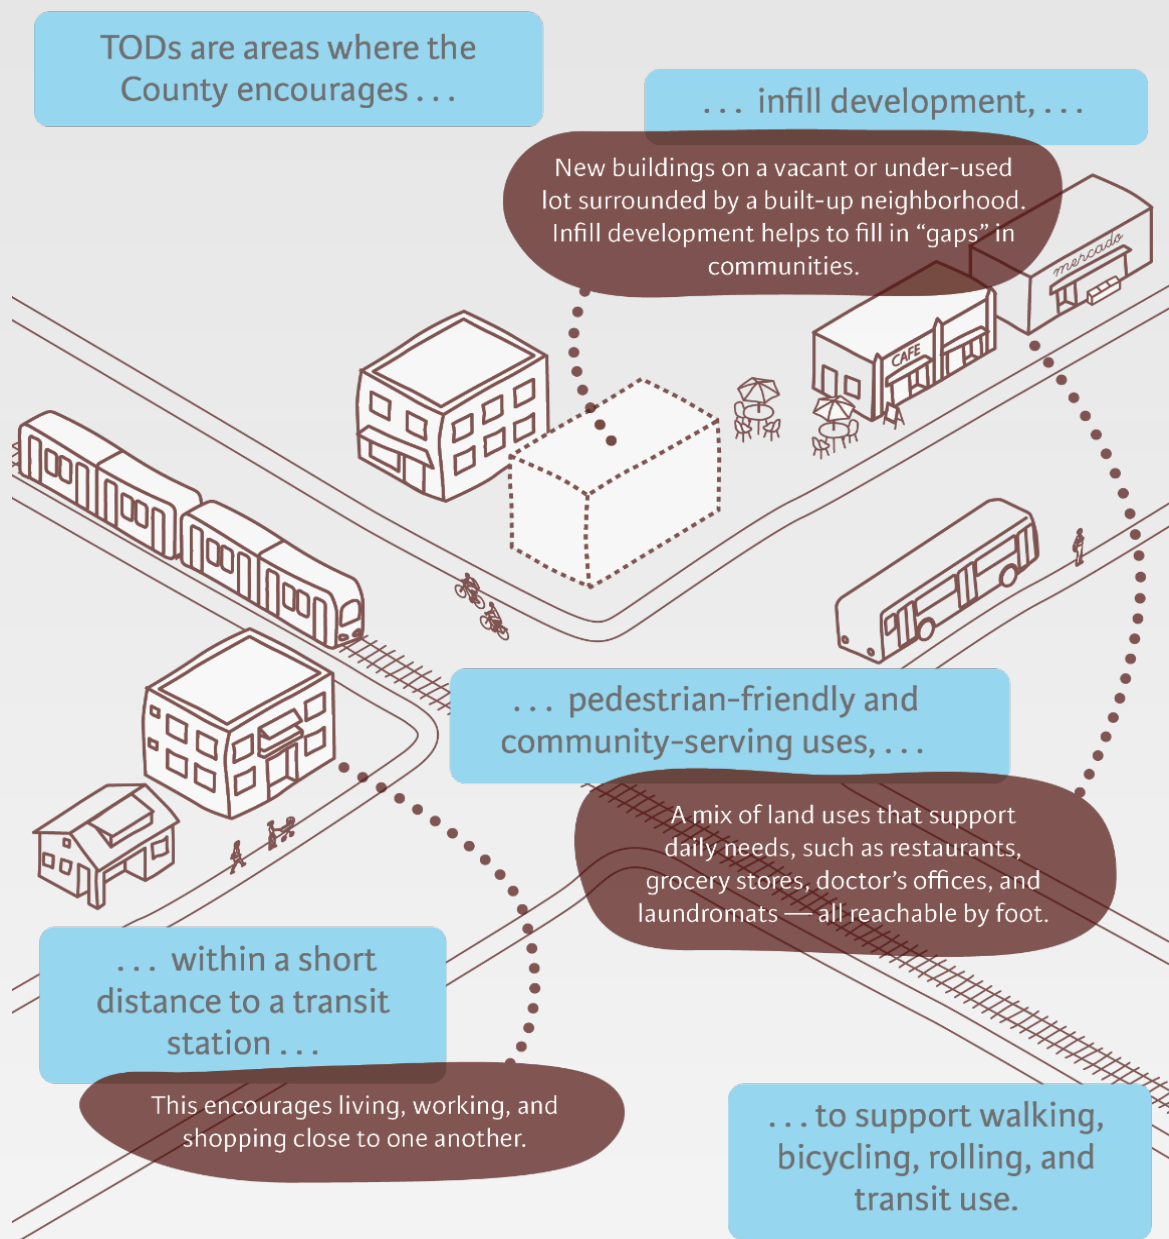 TODs are areas where the
County encourages . . .
. . . infill development, . . .
New buildings on a vacant or under-used
lot surrounded by a built-up neighborhood.
Infill development helps to fill in “gaps” in
communities.
mercado
CAFE
. . . pedestrian-friendly and
community-serving uses, . . .
A mix of land uses that support
daily needs, such as restaurants,
grocery stores, doctor’s offices, and
laundromats — all reachable by foot.
. . . within a short
distance to a transit
station . . .
This encourages living, working, and
shopping close to one another.
. . . to support walking,
bicycling, rolling, and
transit use.